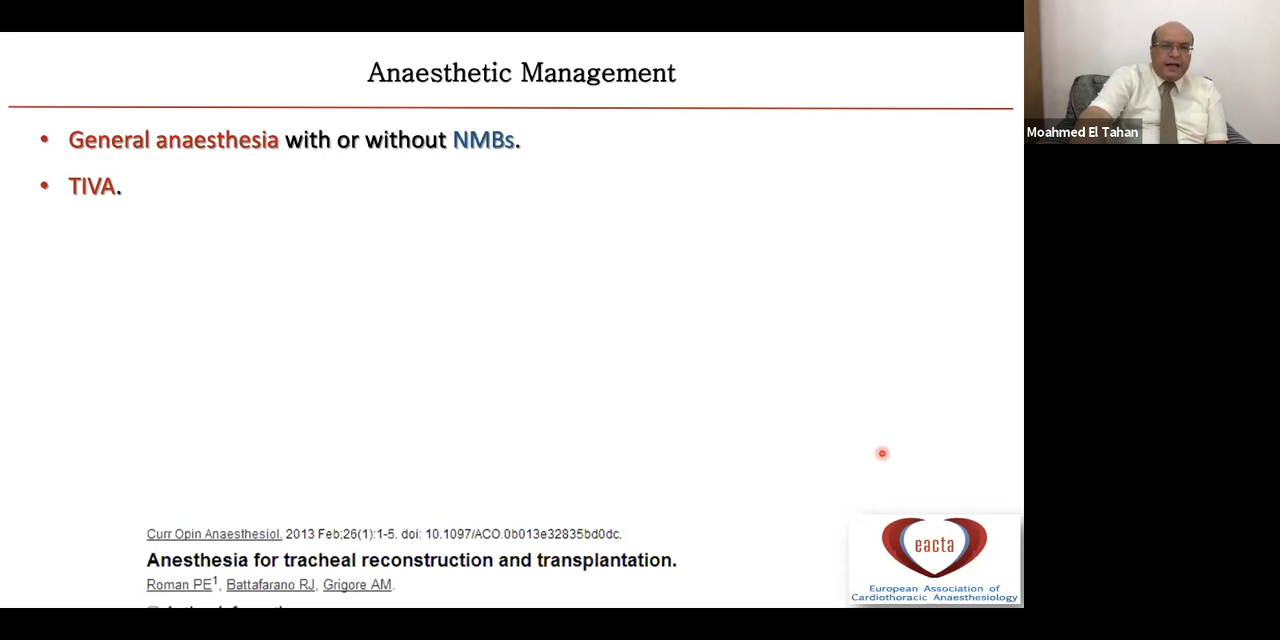 Anaesthetic Management
• General anaesthesia with or without NMBs.
• TIVA.
Curr Opin Anaesthesiol. 2013 Feb;26(1):1-5. doi: 10.1097/ACO.0b013e32835bd0dc.
Anesthesia for tracheal reconstruction and transplantation.
Roman PE1, Battafarano RJ, Grigore AM.
eacta
European Association of
Cardiothoracic Anaesthesiology
Moahmed El Tahan